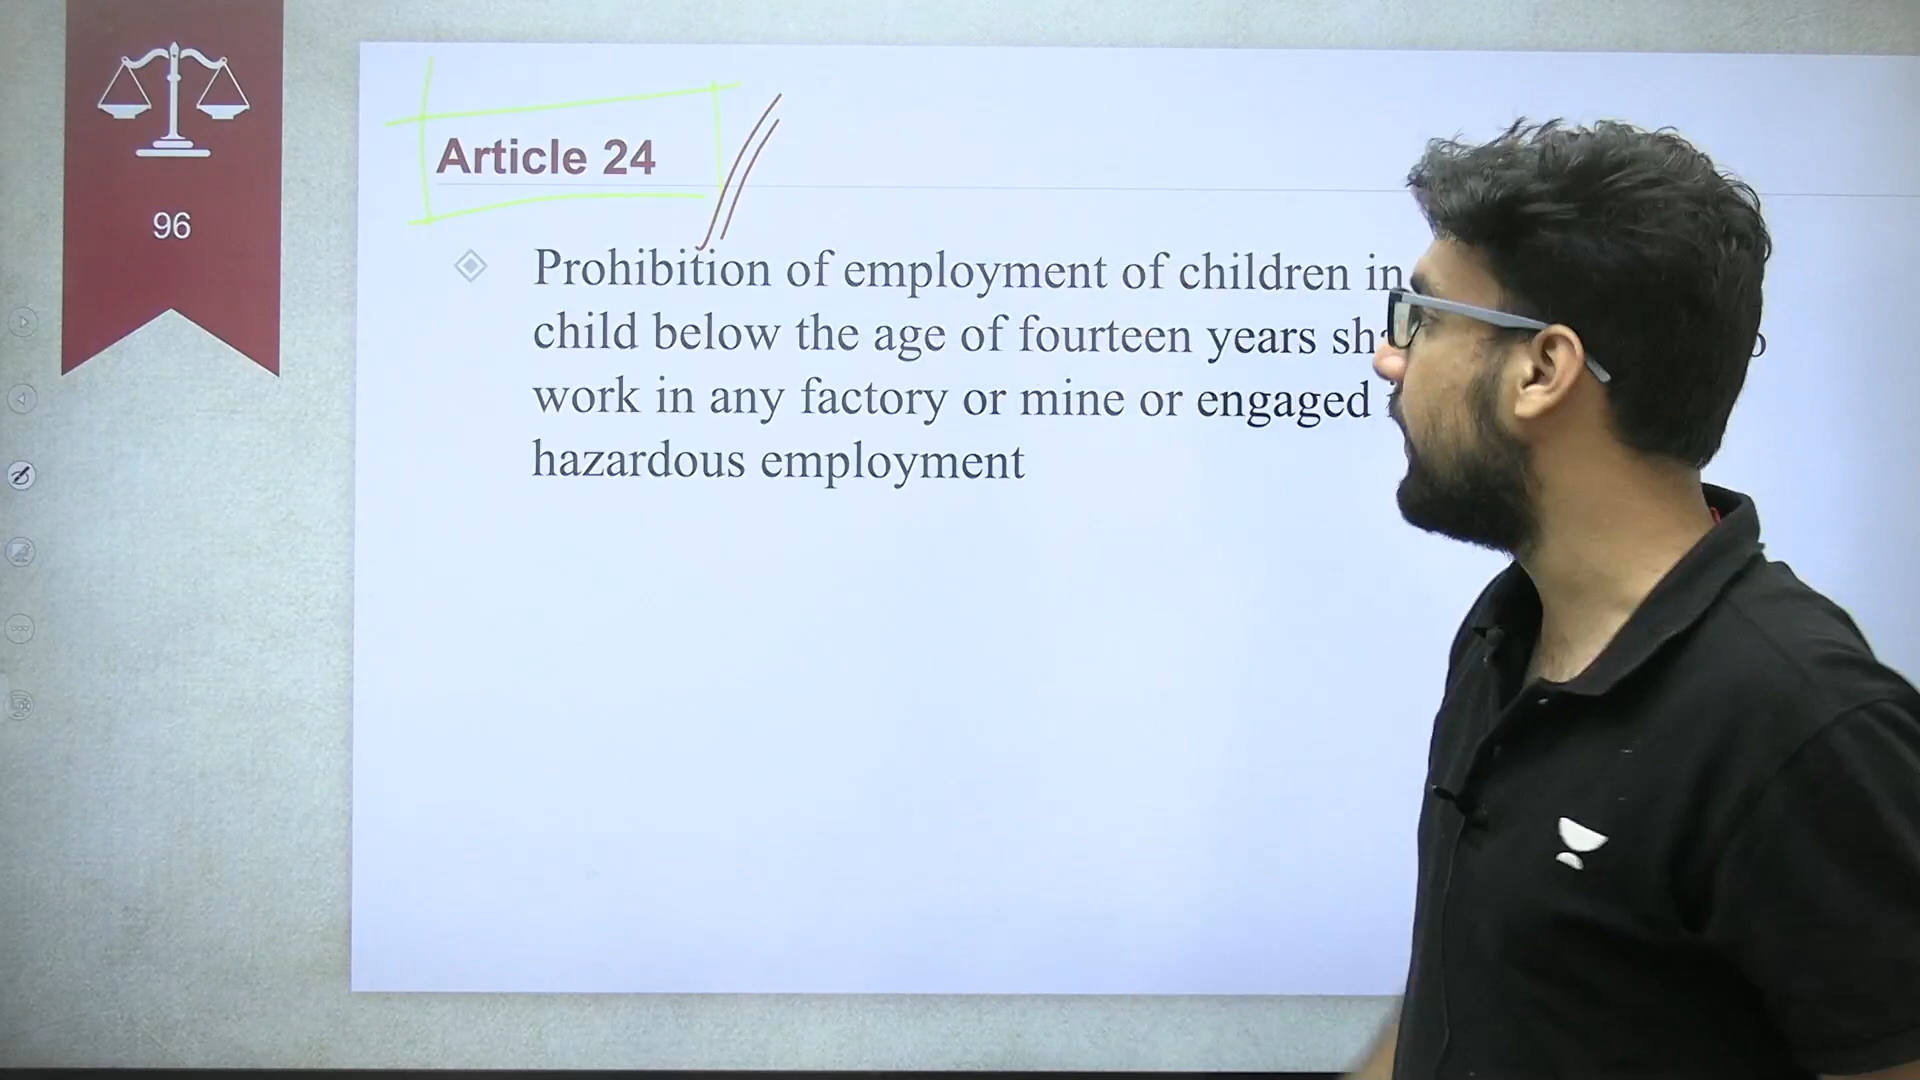 96
Article 24
Prohibition of employment of children in
child below the age of fourteen years
work in any factory or mine or engaged
hazardous employment